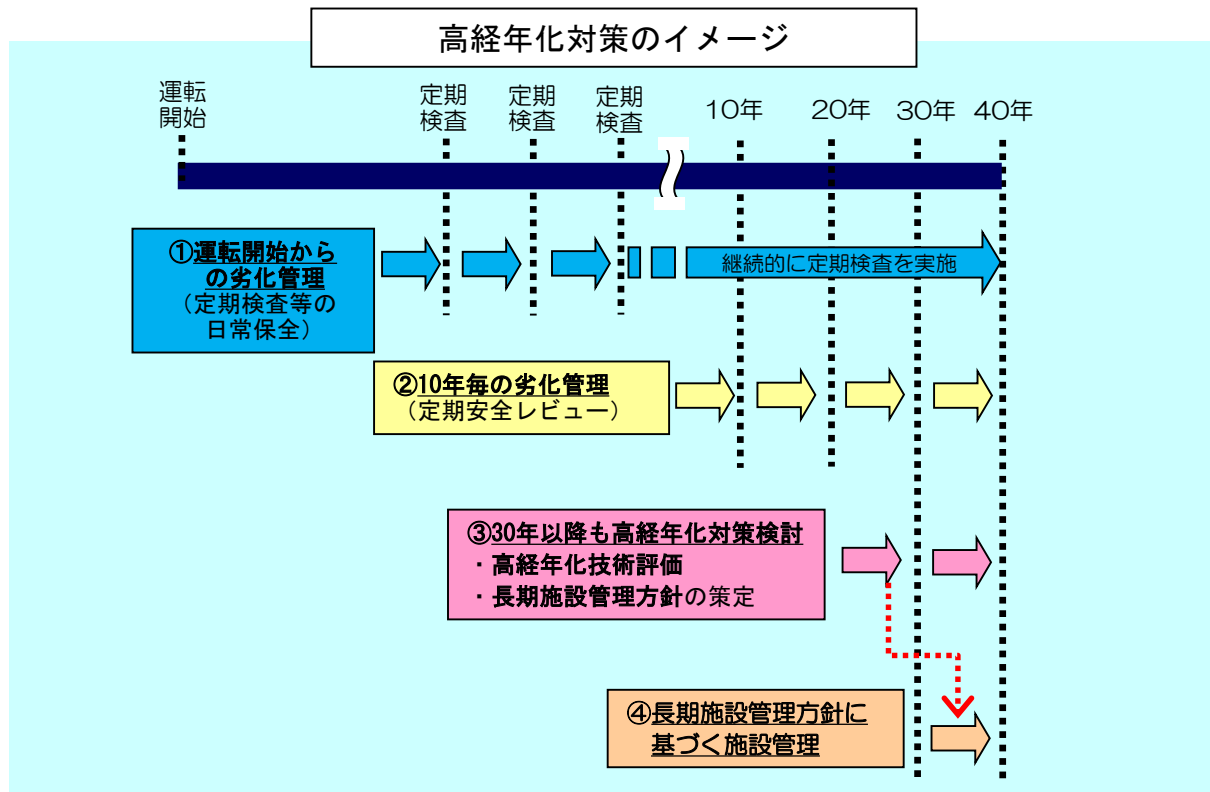 高経年化対策のイメージ
運転
開始
定期
検査
定期
検査
定期
検査
10年
20年
30年
40年
①運転開始から
の劣化管理
（定期検査等の
日常保全）
継続的に定期検査を実施
②10年毎の劣化管理
（定期安全レビュー）
③30年以降も高経年化対策検討
・高経年化技術評価
・長期施設管理方針の策定
④長期施設管理方針に
基づく施設管理